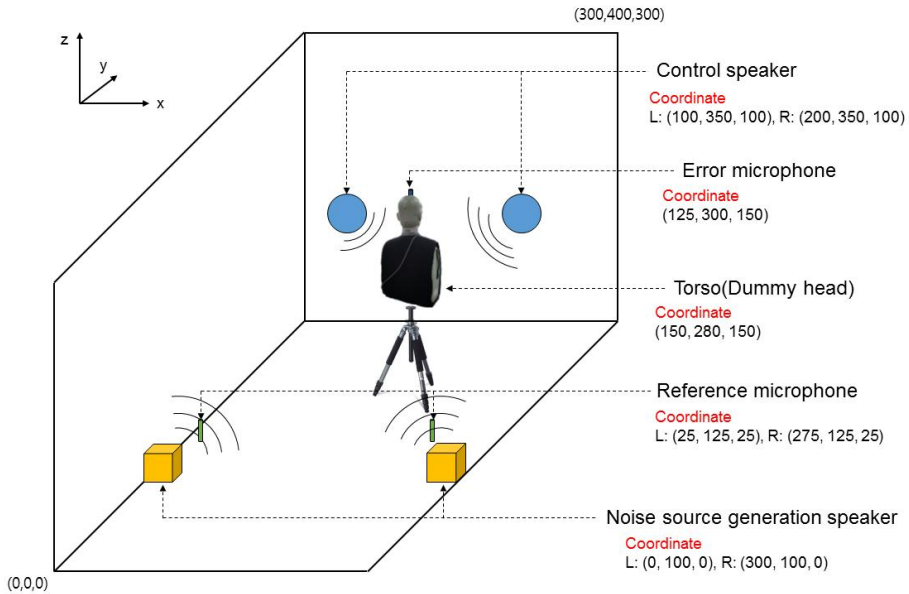 (300,400,300)
z
y
x
Control speaker
Coordinate
L: (100, 350, 100), R: (200, 350, 100)
Error microphone
Coordinate
(125, 300, 150)
Torso(Dummy head)
Coordinate
(150, 280, 150)
Reference microphone
Coordinate
L: (25, 125, 25), R: (275, 125, 25)
Noise source generation speaker
Coordinate
L: (0, 100, 0), R: (300, 100, 0)
(0,0,0)